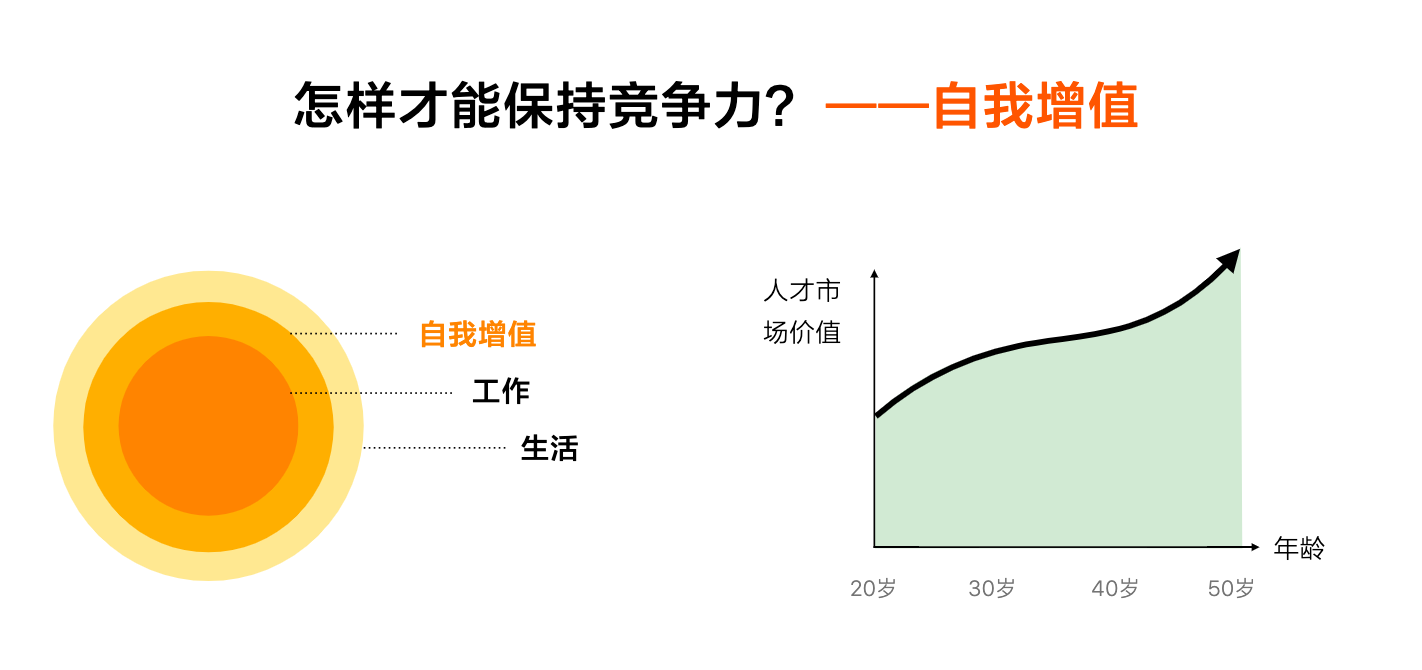 怎样才能保持竞争力？——自我增值
自我增值
工作
生活
人才市
场价值
年龄
20岁 30岁 40岁 50岁